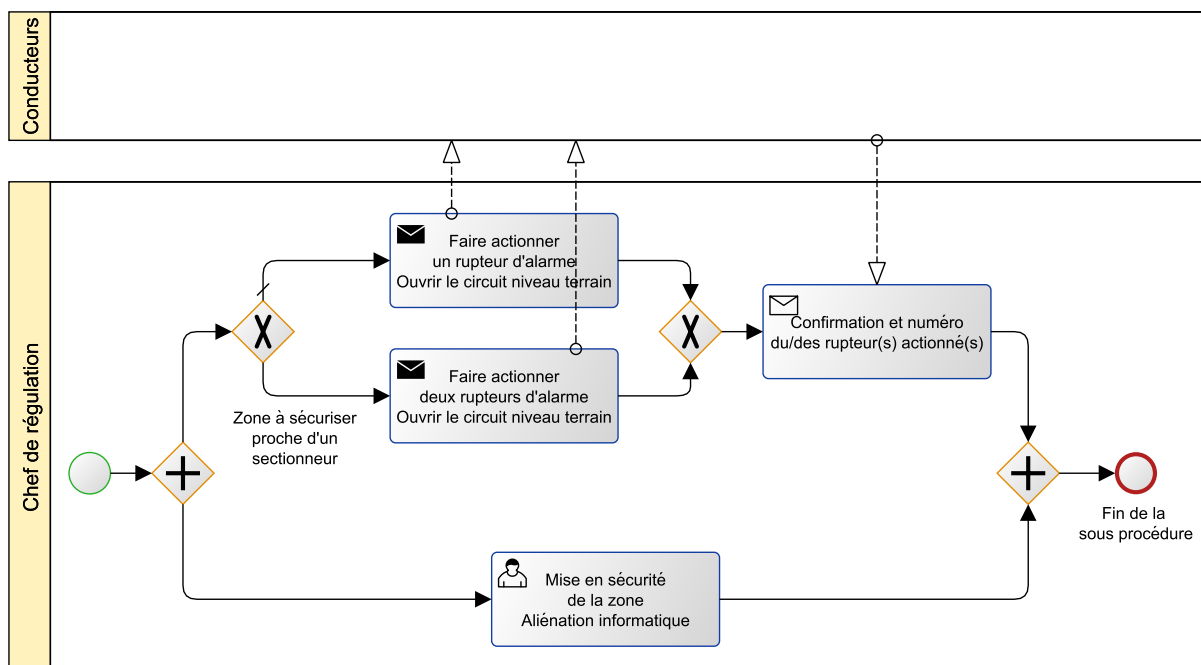 Conducteurs
Chef de régulation
Faire actionner
un rupteur d'alarme
Ouvrir le circuit niveau terrain
Faire actionner
deux rupteurs d'alarme
Ouvrir le circuit niveau terrain
Zone à sécuriser
proche d'un
sectionneur
Confirmation et numéro
du/des rupteur(s) actionné(s)
Mise en sécurité
de la zone
Aliénation informatique
Fin de la
sous procédure